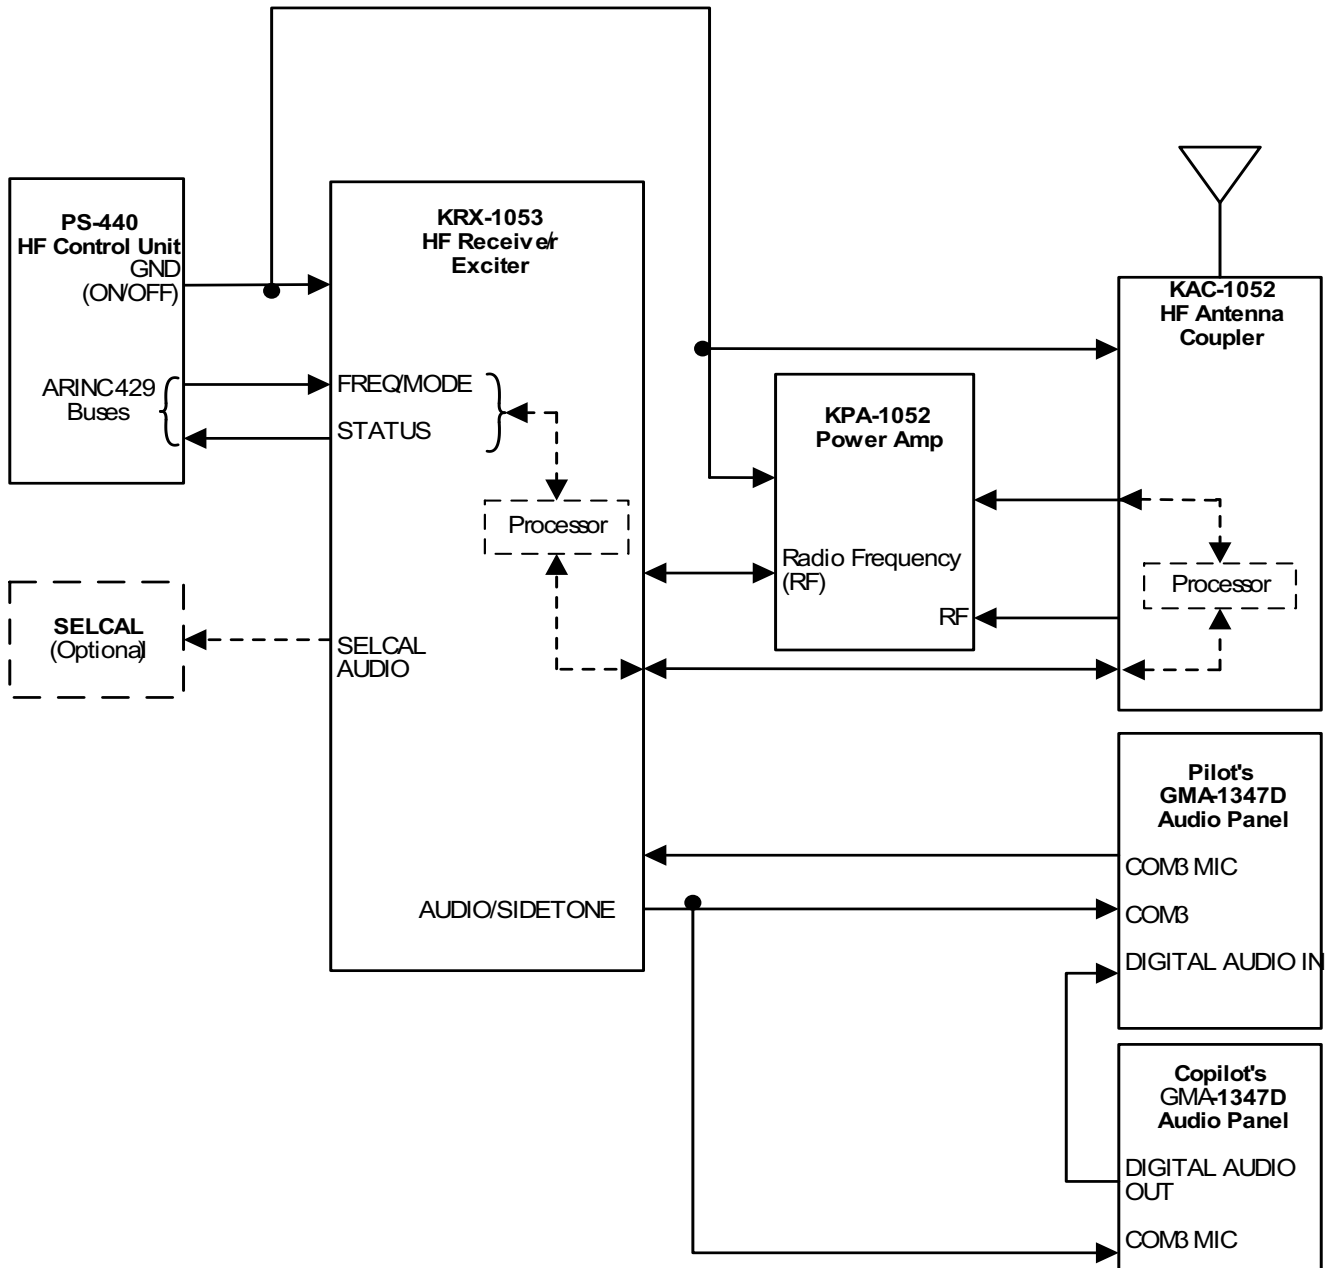 PS-440
HF Control Unit
GND
(ON/OFF)
ARINC429
Buses
SELCAL
(Optional)
KRX-1053
HF Receiver/
Exciter
FREQ/MODE
STATUS
Processor
SELCAL
AUDIO
AUDIO/SIDETONE
KPA-1052
Power Amp
Radio Frequency
(RF)
RF
KAC-1052
HF Antenna
Coupler
Processor
Pilot's
GMA-1347D
Audio Panel
COM3 MIC
COM3
DIGITAL AUDIO IN
Copilot's
GMA-1347D
Audio Panel
DIGITAL AUDIO
OUT
COM3 MIC